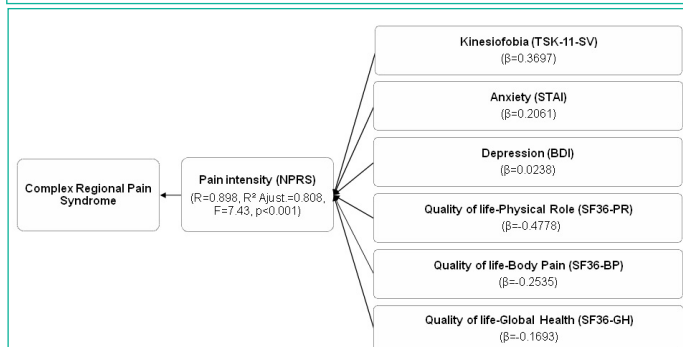 Kinesiofobia (TSK-11-SV)
(β=0.3697)
Anxiety (STAI)
(β=0.2061)
Depression (BDI)
(β=0.0238)
Complex Regional Pain
Syndrome
Pain intensity (NPRS)
(R=0.898, R² Ajust.=0.808,
F=7.43, p<0.001)
Quality of life-Physical Role (SF36-PR)
(β=-0.4778)
Quality of life-Body Pain (SF36-BP)
(β=-0.2535)
Quality of life-Global Health (SF36-GH)
(β=-0.1693)